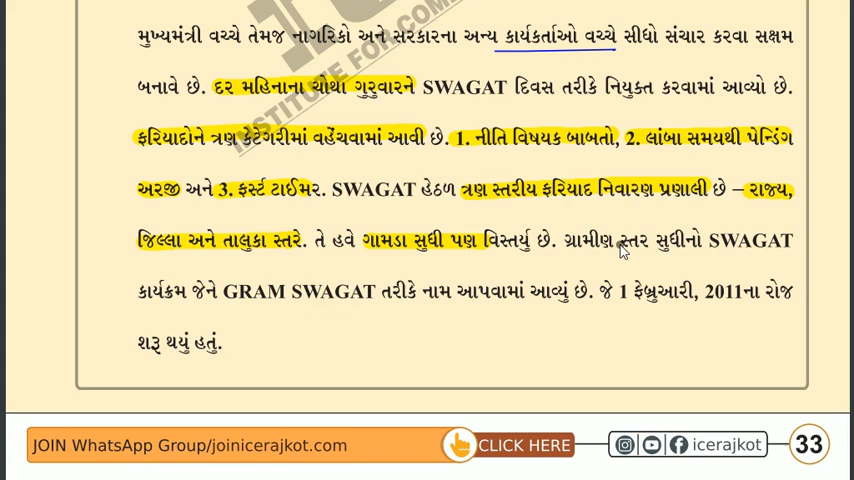 મુખ્યમંત્રી વચ્ચે તેમજ નાગરિકો અને સરકારના અન્ય કાર્યકર્તાઓ વચ્ચે સીધો સંચાર કરવા સક્ષમ
બનાવે છે. દર મહિનાના ચોથા ગુરુવારને SWAGAT દિવસ તરીકે નિયુક્ત કરવામાં આવ્યો છે.
ફરિયાદોને ત્રણ કેટેગરીમાં વહેંચવામાં આવી છે. 1. નીતિ વિષયક બાબતો, 2. લાંબા સમયથી પેન્ડિંગ
અરજી અને 3. ફર્સ્ટ ટાઈમર. SWAGAT હેઠળ ત્રણ સ્તરીય ફરિયાદ નિવારણ પ્રણાલી છે – રાજ્ય,
જિલ્લા અને તાલુકા સ્તરે. તે હવે ગામડા સુધી પણ વિસ્તર્યુ છે. ગ્રામીણ સ્તર સુધીનો SWAGAT
કાર્યક્રમ જેને GRAM SWAGAT તરીકે નામ આપવામાં આવ્યું છે. જે 1 ફેબ્રુઆરી, 2011ના રોજ
શરૂ થયું હતું.
INSTITUTE FOR COM
JOIN WhatsApp Group/joinicerajkot.com CLICK HERE icerajkot 33